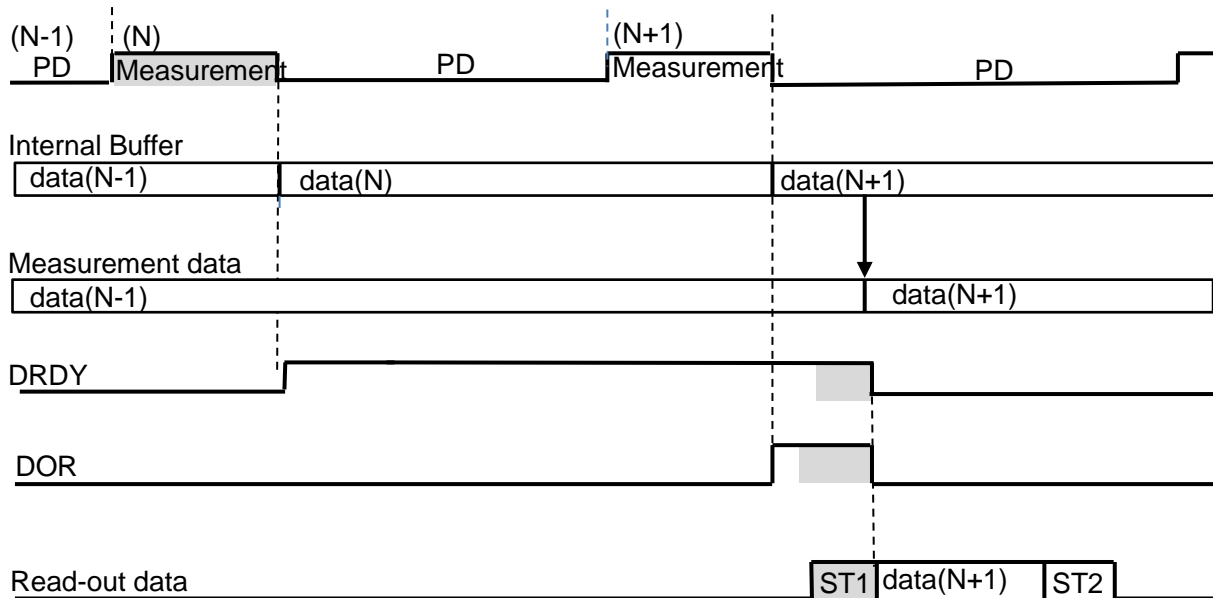 (N-1) (N) (N+1)
PD Measurement PD Measurement PD
Internal Buffer
data(N-1) data(N) data(N+1)
Measurement data
data(N-1) data(N+1)
DRDY
DOR
Read-out data ST1 data(N+1) ST2